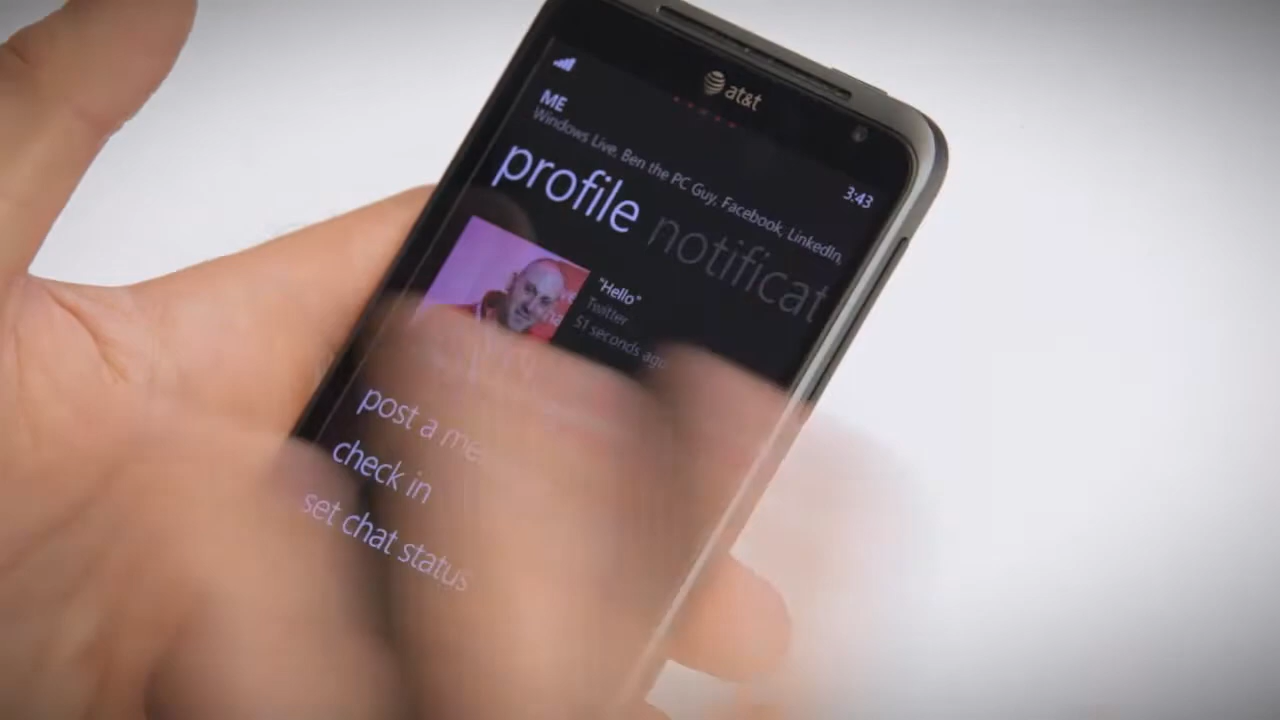 at&t
3:43
ME
Windows Live, Ben the PC Guy, Facebook, LinkedIn,
profile notificat
"Hello"
Twitter
51 seconds ago
post a me
check in
set chat status